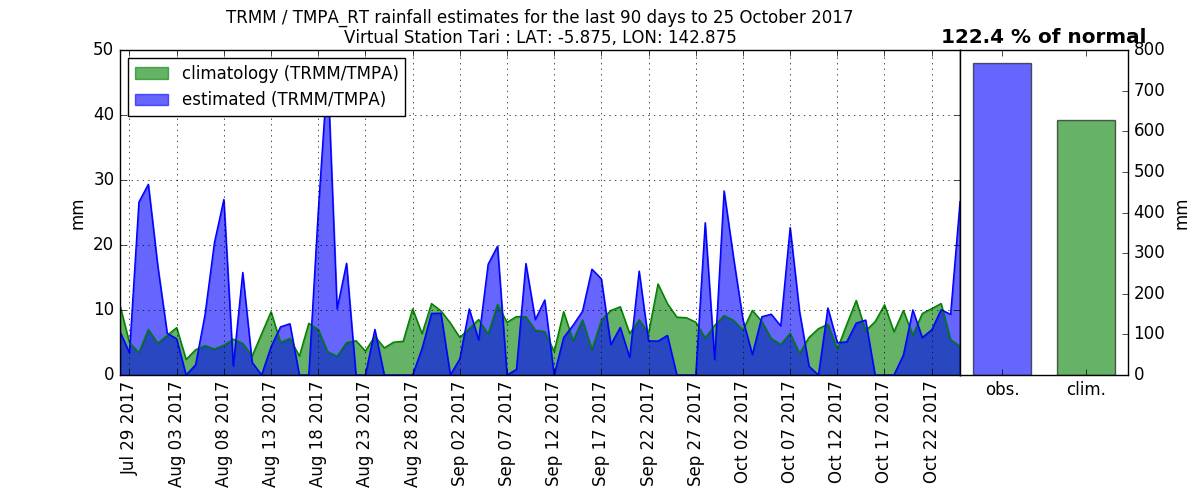 TRMM / TMPA_RT rainfall estimates for the last 90 days to 25 October 2017
Virtual Station Tari : LAT: -5.875, LON: 142.875
122.4 % of normal
climatology (TRMM/TMPA)
estimated (TRMM/TMPA)
mm
50
40
30
20
10
0
Jul 29 2017
Aug 03 2017
Aug 08 2017
Aug 13 2017
Aug 18 2017
Aug 23 2017
Aug 28 2017
Sep 02 2017
Sep 07 2017
Sep 12 2017
Sep 17 2017
Sep 22 2017
Sep 27 2017
Oct 02 2017
Oct 07 2017
Oct 12 2017
Oct 17 2017
Oct 22 2017
obs.
clim.
800
700
600
500
400
300
200
100
0
mm